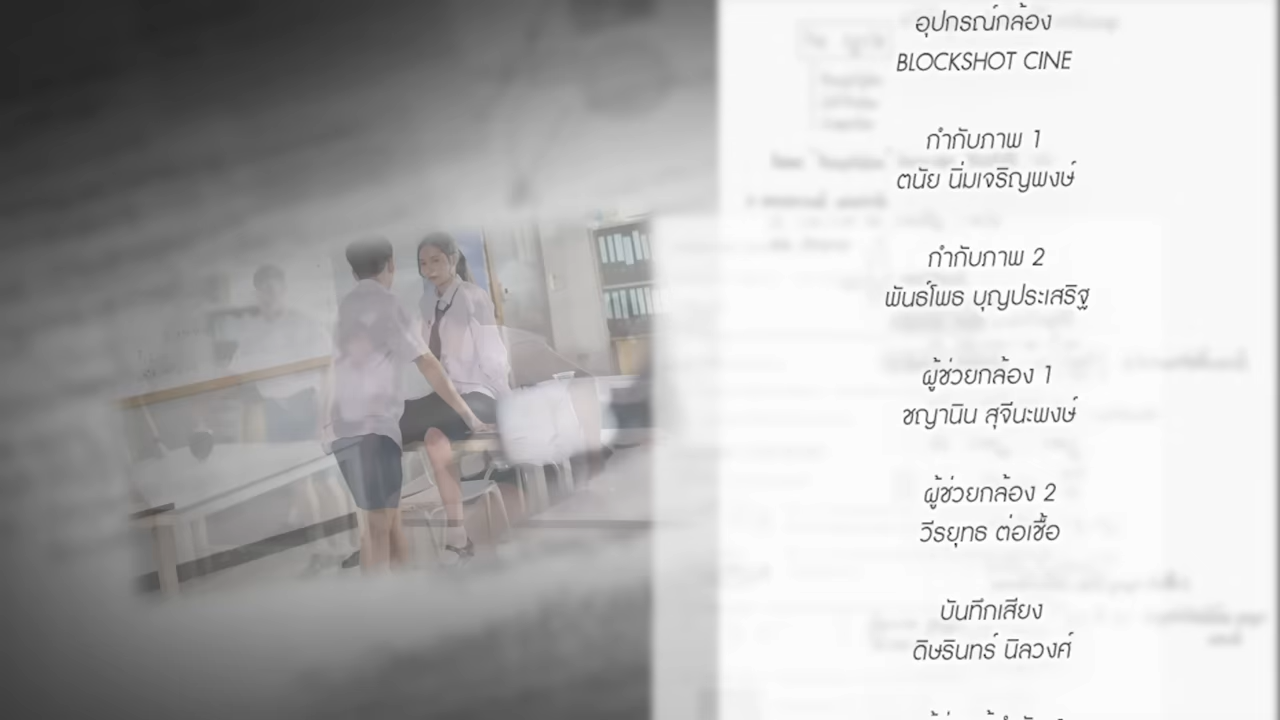 อุปกรณ์กล้อง
BLOCKSHOT CINE
กำกับภาพ 1
ตนัย นิ่มเจริญพงษ์
กำกับภาพ 2
พันธ์โพธ บุญประเสริฐ
ผู้ช่วยกล้อง 1
ชญานิน สุจีนะพงษ์
ผู้ช่วยกล้อง 2
วีรยุทธ ต่อเชื้อ
บันทึกเสียง
ดิษรินทร์ นิลวงศ์